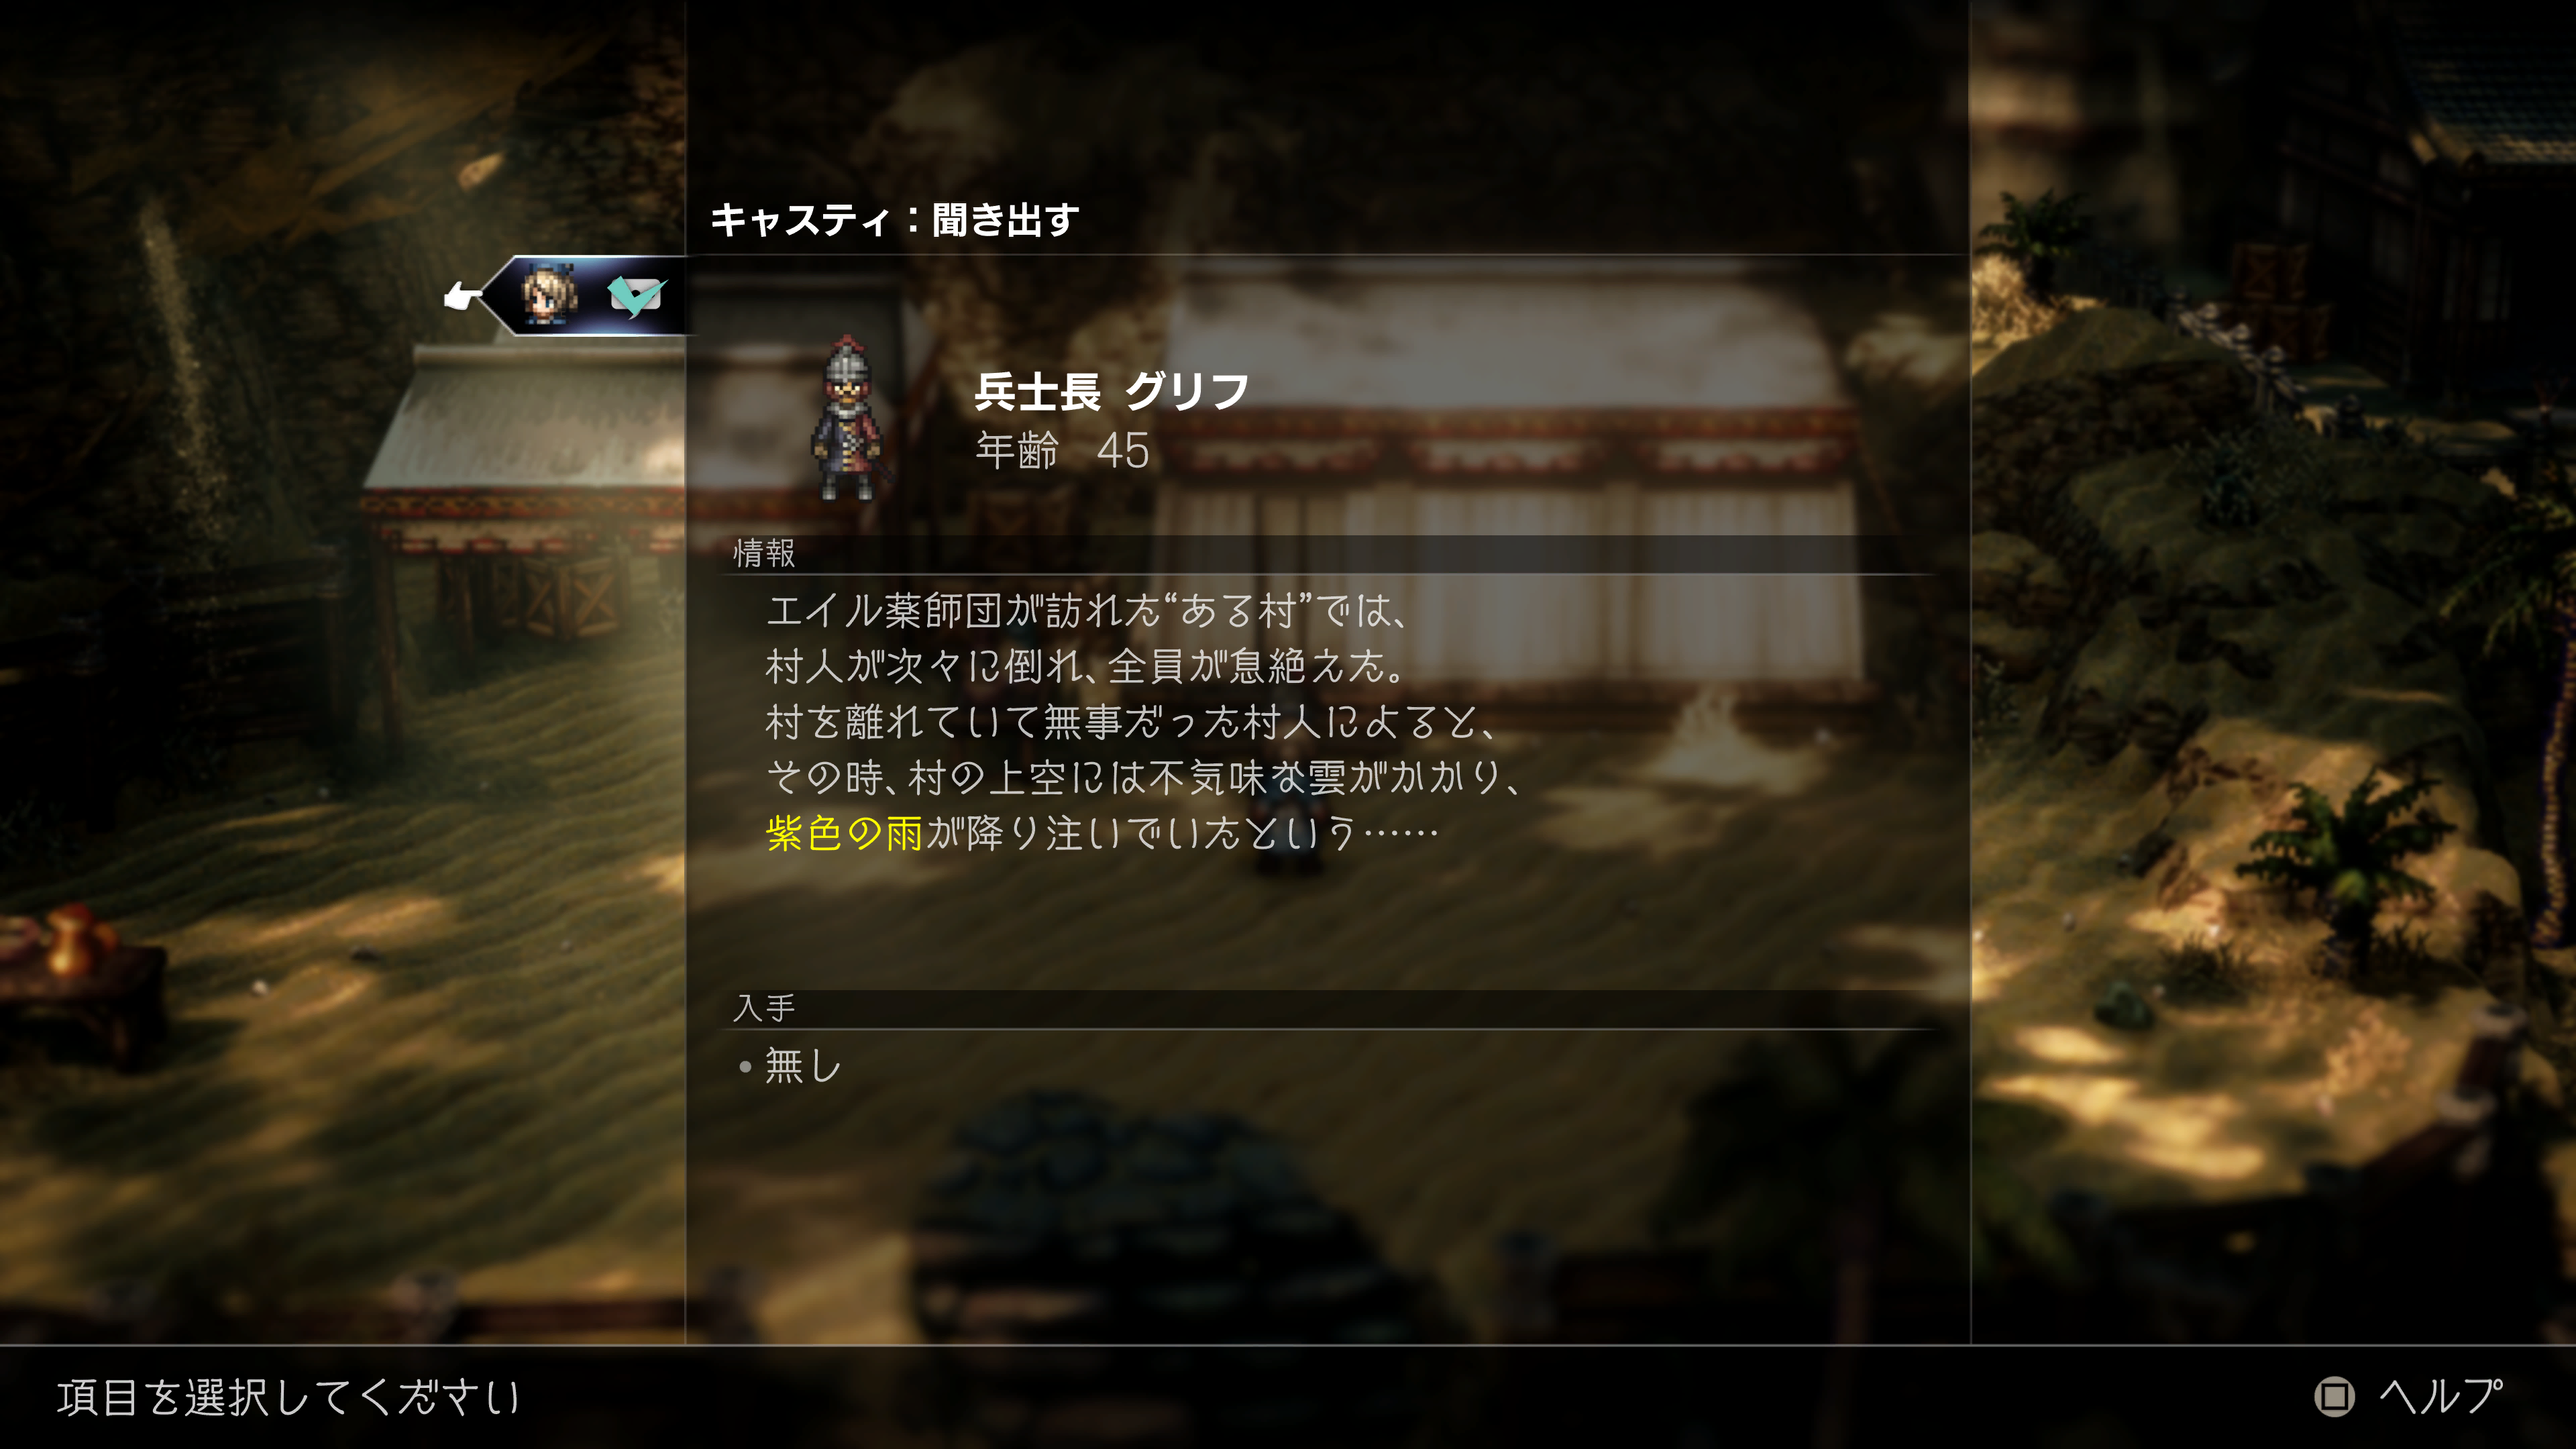 キャスティ：聞き出す
兵士長 グリフ
年齢　45
情報
エイル薬師団が訪れた“ある村”では、
村人が次々に倒れ、全員が息絶えた。
村を離れていて無事だった村人によると、
その時、村の上空には不気味な雲がかかり、
紫色の雨が降り注いでいたという……
入手
・無し
項目を選択してください
ヘルプ